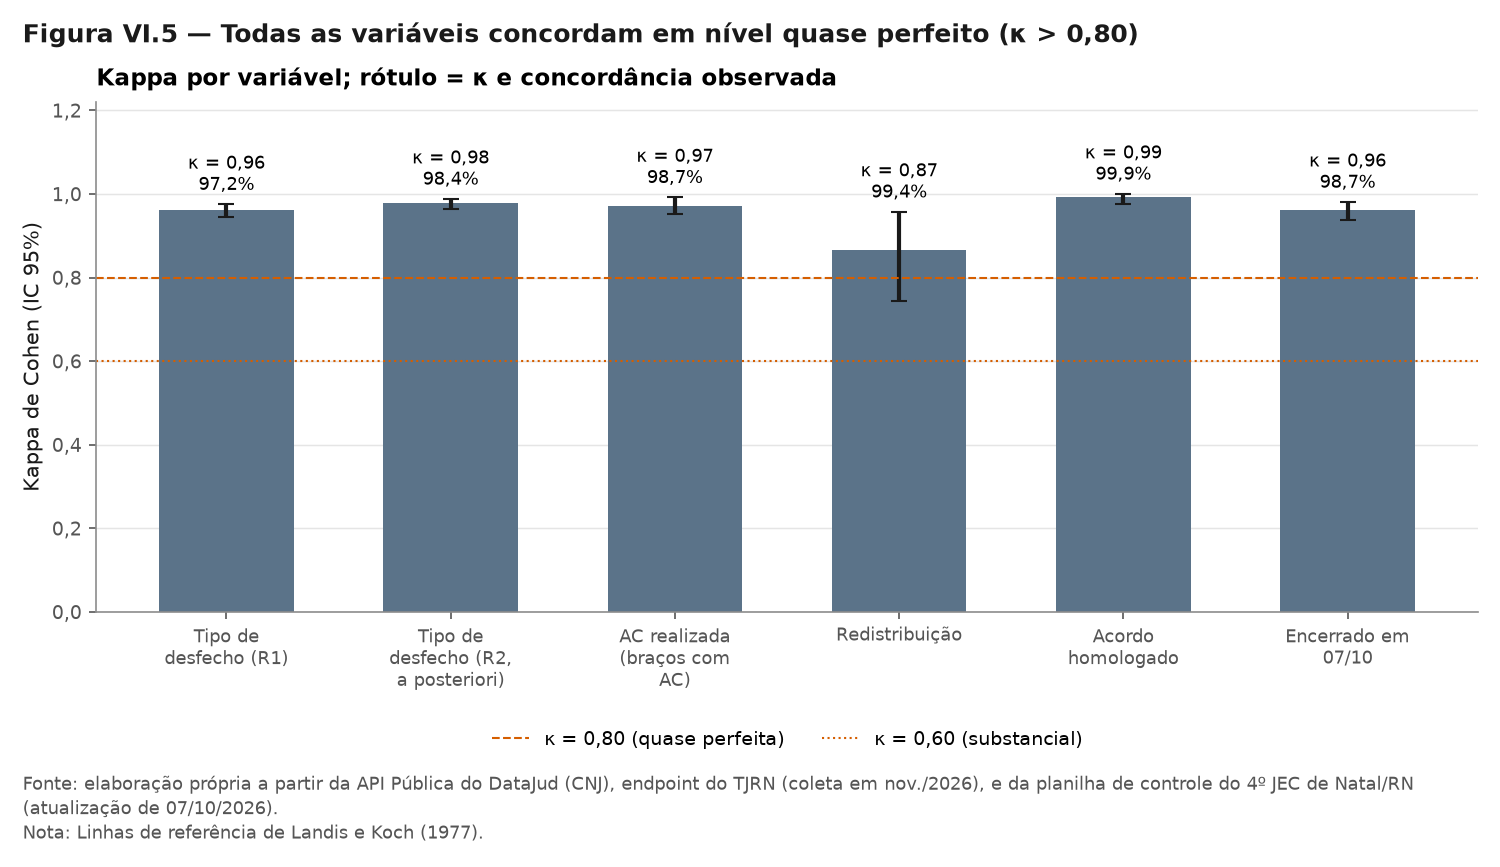 Figura VI.5 — Todas as variáveis concordam em nível quase perfeito (κ > 0,80)
Kappa por variável; rótulo = κ e concordância observada
Kappa de Cohen (IC 95%)
1,2
1,0
0,8
0,6
0,4
0,2
0,0
κ = 0,96
97,2%
κ = 0,98
98,4%
κ = 0,97
98,7%
κ = 0,87
99,4%
κ = 0,99
99,9%
κ = 0,96
98,7%
Tipo de
desfecho (R1)
Tipo de
desfecho (R2,
a posteriori)
AC realizada
(braços com
AC)
Redistribuição
Acordo
homologado
Encerrado em
07/10
κ = 0,80 (quase perfeita)
κ = 0,60 (substancial)
Fonte: elaboração própria a partir da API Pública do DataJud (CNJ), endpoint do TJRN (coleta em nov./2026), e da planilha de controle do 4º JEC de Natal/RN
(atualização de 07/10/2026).
Nota: Linhas de referência de Landis e Koch (1977).